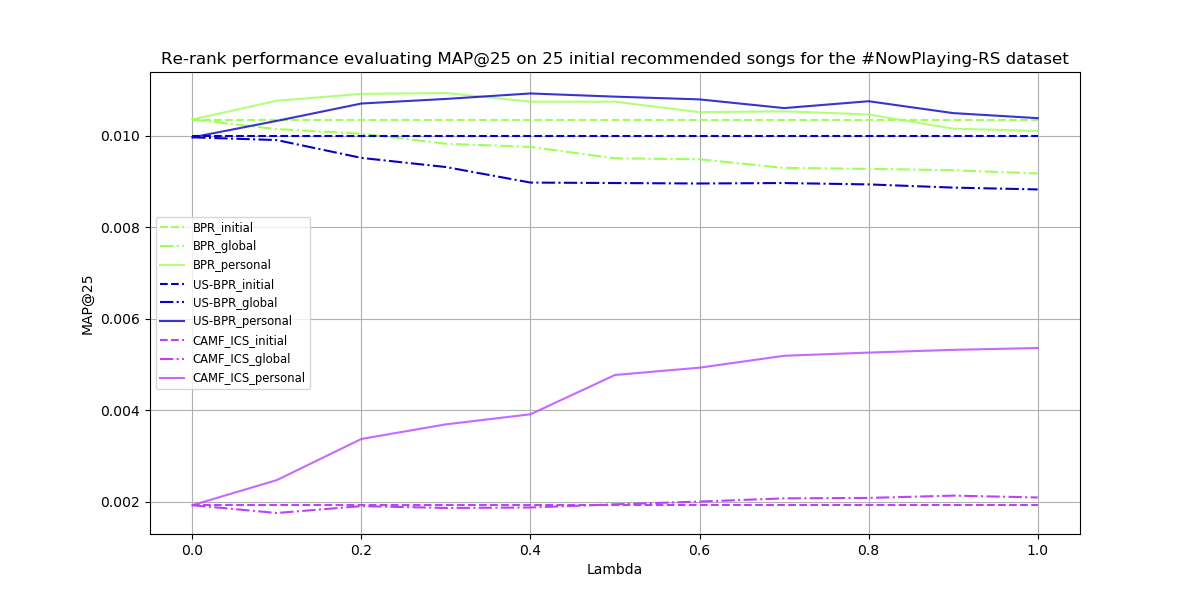 Re-rank performance evaluating MAP@25 on 25 initial recommended songs for the #NowPlaying-RS dataset
MAP@25
0.010
0.008
0.006
0.004
0.002
BPR_initial
BPR_global
BPR_personal
US-BPR_initial
US-BPR_global
US-BPR_personal
CAMF_ICS_initial
CAMF_ICS_global
CAMF_ICS_personal
0.0 0.2 0.4 0.6 0.8 1.0
Lambda